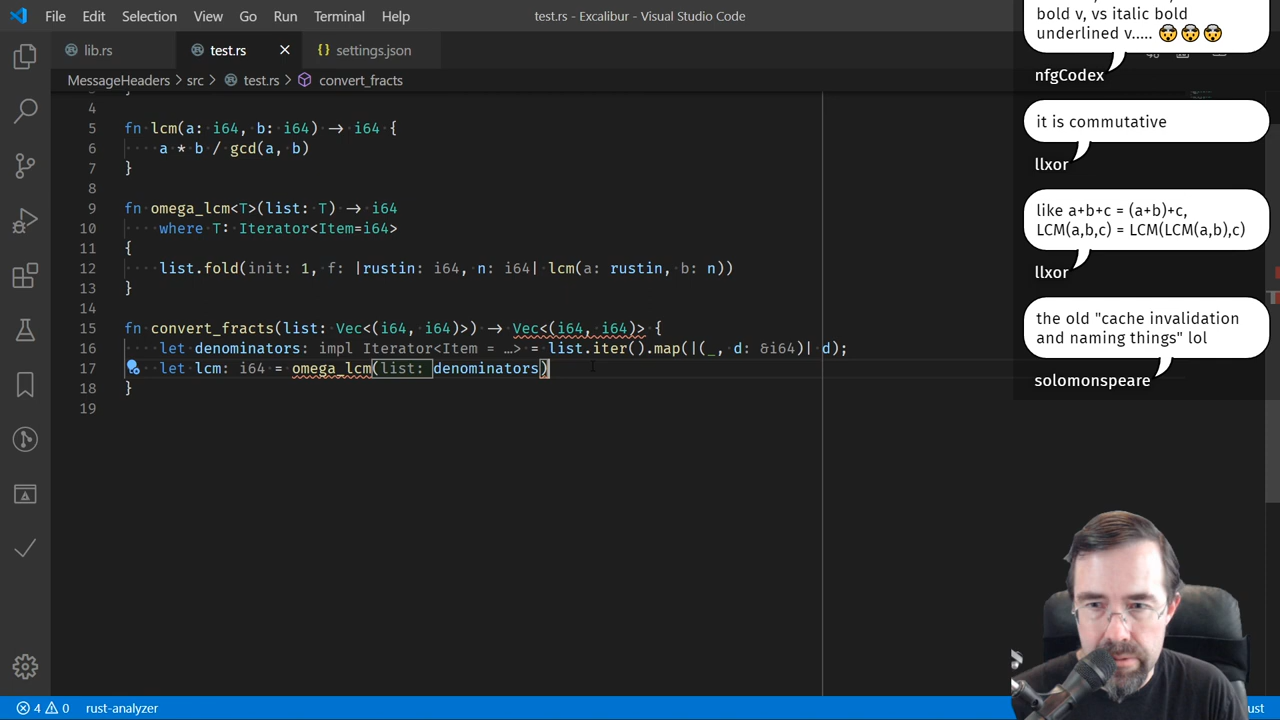 File Edit Selection View Go Run Terminal Help
test.rs - Excalibur - Visual Studio Code
lib.rs
test.rs
settings.json
MessageHeaders › src › test.rs › convert_fracts
4
5 fn lcm(a: i64, b: i64) → i64 {
6 a * b / gcd(a, b)
7 }
8
9 fn omega_lcm<T>(list: T) → i64
10 where T: Iterator<Item=i64>
11 {
12 list.fold(init: 1, f: |rustin: i64, n: i64| lcm(a: rustin, b: n))
13 }
14
15 fn convert_fracts(list: Vec<(i64, i64)>) → Vec<(i64, i64)> {
16 let denominators: impl Iterator<Item = …> = list.iter().map(|(_, d: &i64)| d);
17 let lcm: i64 = omega_lcm(list: denominators)
18 }
19
bold v, vs italic bold
underlined v..... 🤯 🤯 🤯
nfgCodex
it is commutative
llxor
like a+b+c = (a+b)+c,
LCM(a,b,c) = LCM(LCM(a,b),c)
llxor
the old "cache invalidation
and naming things" lol
solomonspeare
4 0 rust-analyzer